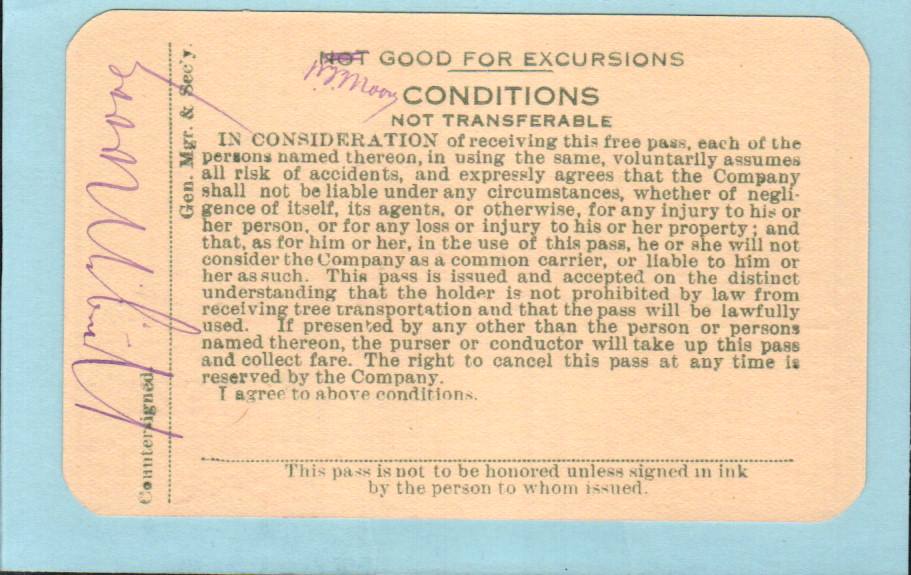 NOT GOOD FOR EXCURSIONS
CONDITIONS
NOT TRANSFERABLE
IN CONSIDERATION of receiving this free pass, each of the
persons named thereon, in using the same, voluntarily assumes
all risk of accidents, and expressly agrees that the Company
shall not be liable under any circumstances, whether of negli-
gence of itself, its agents, or otherwise, for any injury to his or
her person, or for any loss or injury to his or her property; and
that, as for him or her, in the use of this pass, he or she will not
consider the Company as a common carrier, or liable to him or
her as such. This pass is issued and accepted on the distinct
understanding that the holder is not prohibited by law from
receiving tree transportation and that the pass will be lawfully
used. If presented by any other than the person or persons
named thereon, the purser or conductor will take up this pass
and collect fare. The right to cancel this pass at any time is
reserved by the Company.
I agree to above conditions.
This pass is not to be honored unless signed in ink
by the person to whom issued.
Countersigned
Gen. Mgr. & Sec'y.